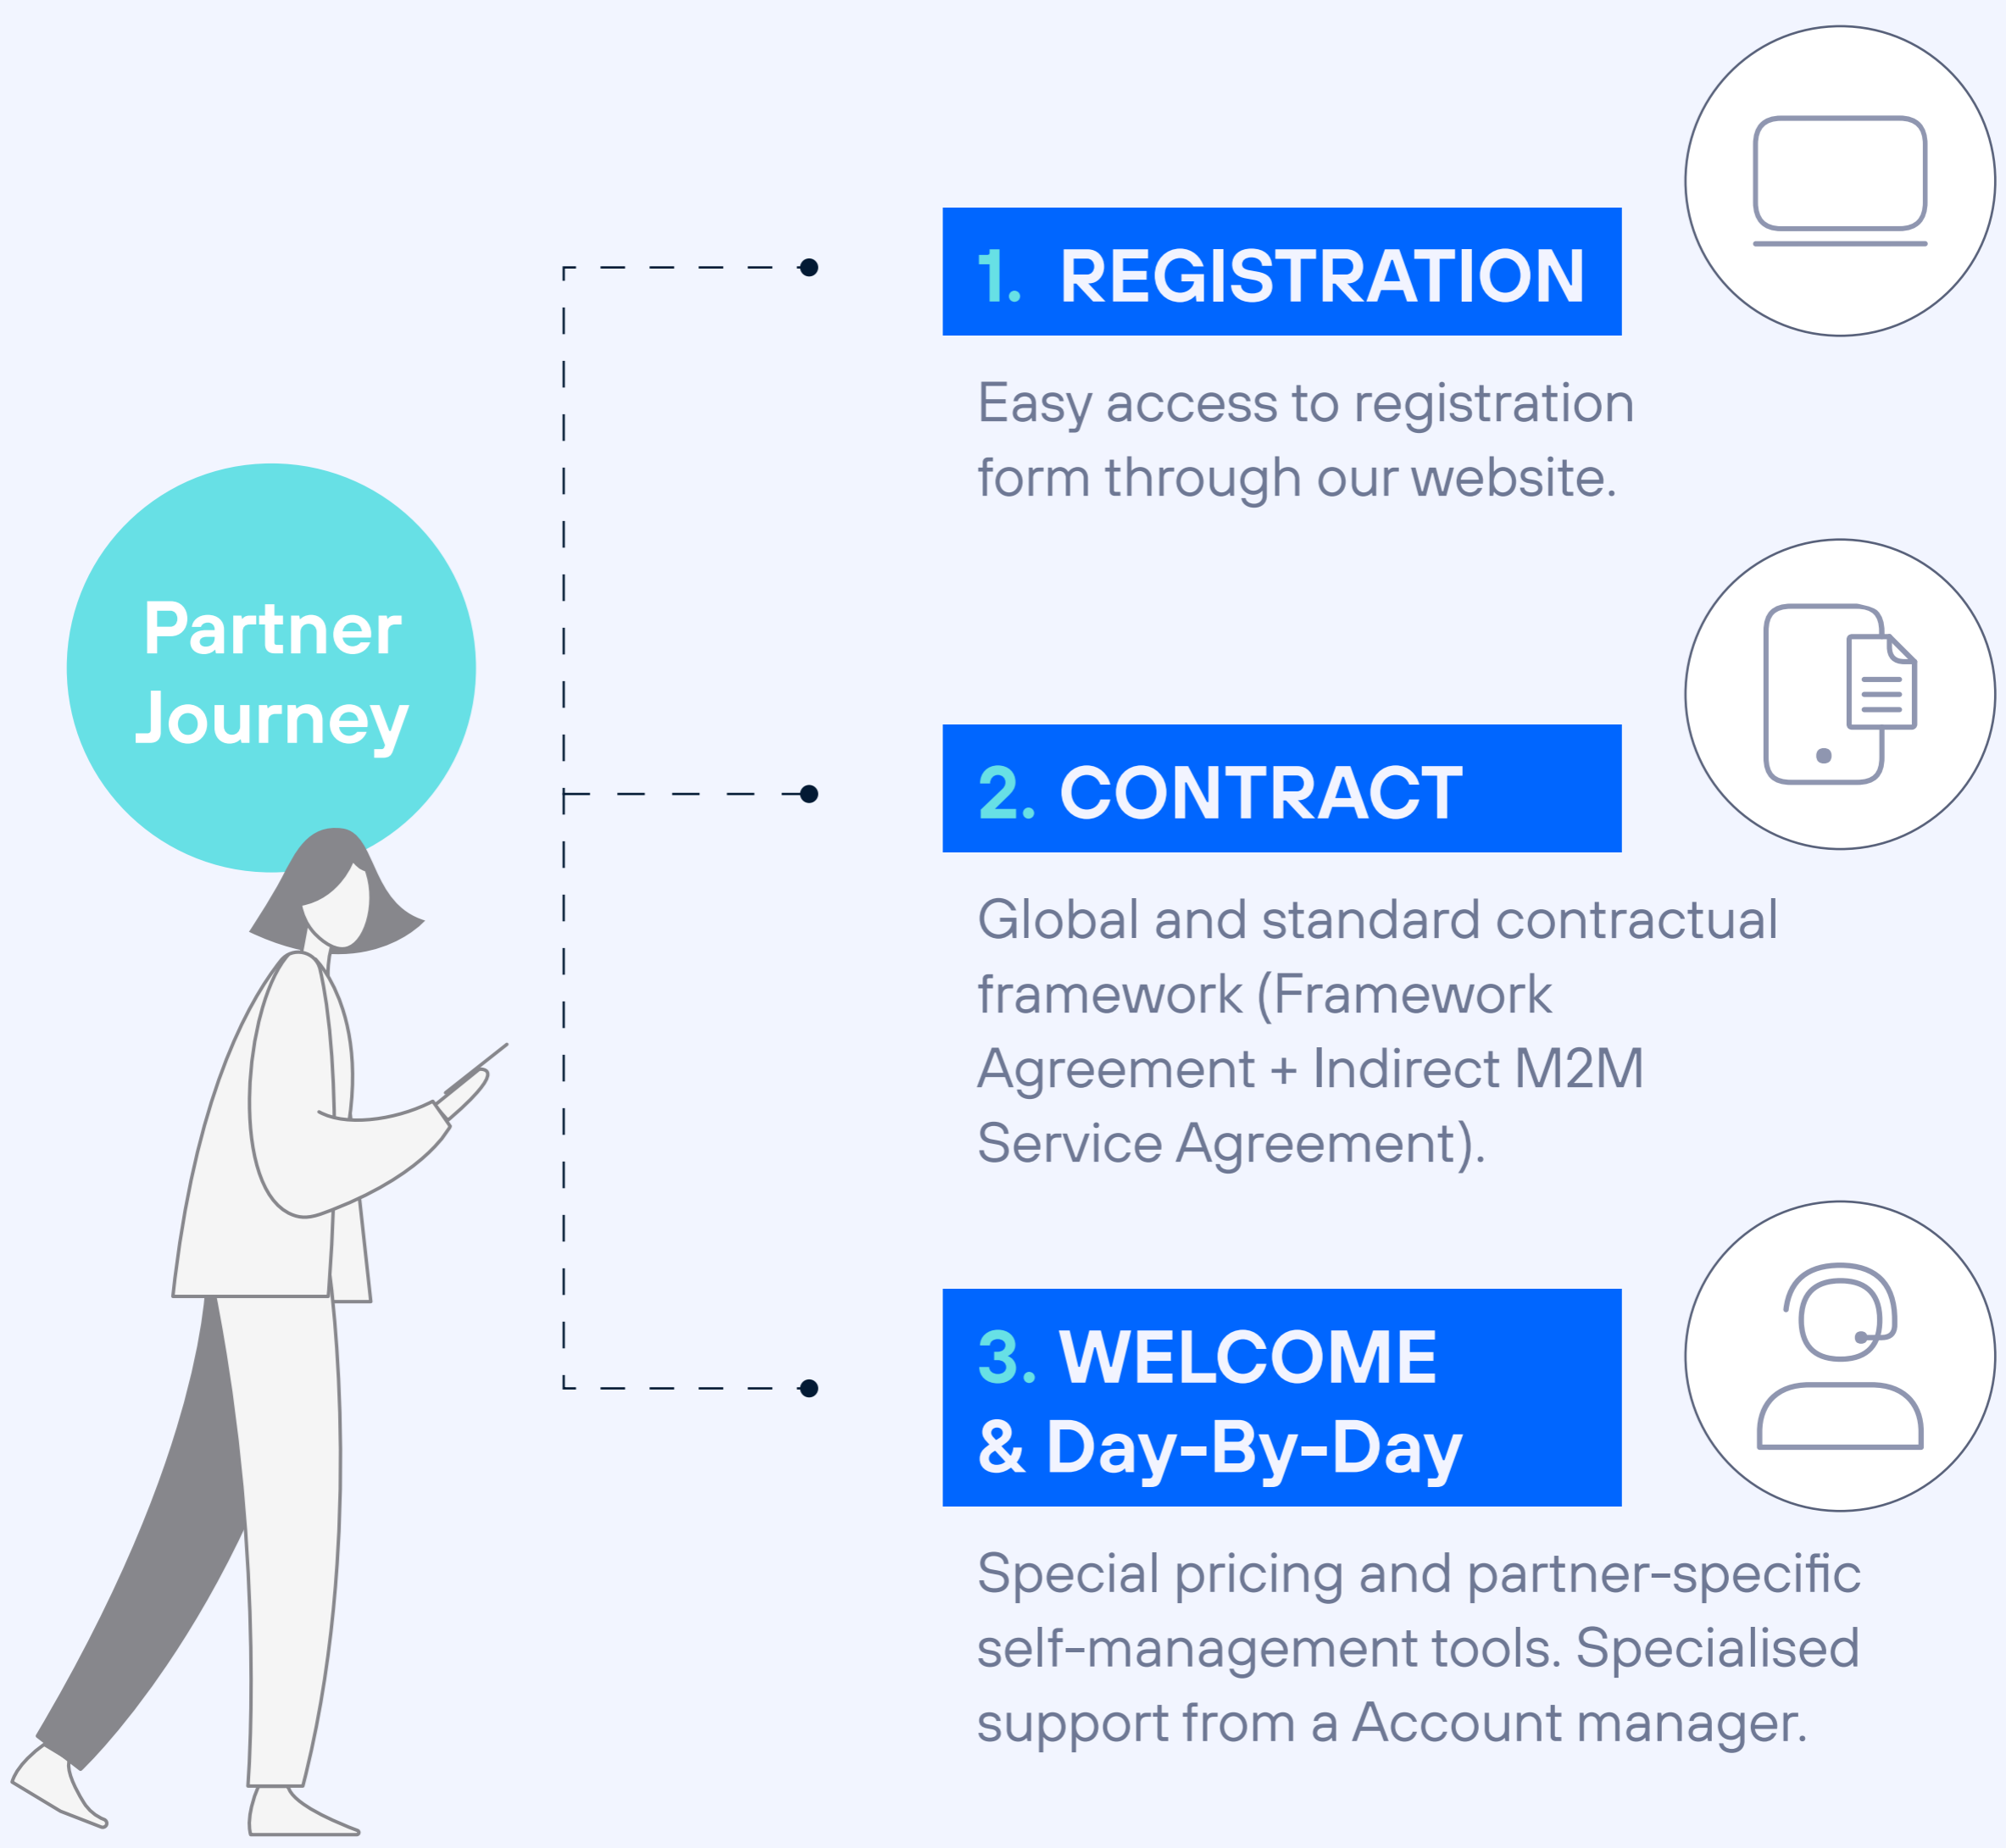 Partner
Journey
1. REGISTRATION
Easy access to registration
form through our website.
2. CONTRACT
Global and standard contractual
framework (Framework
Agreement + Indirect M2M
Service Agreement).
3. WELCOME
& Day-By-Day
Special pricing and partner-specific
self-management tools. Specialised
support from a Account manager.